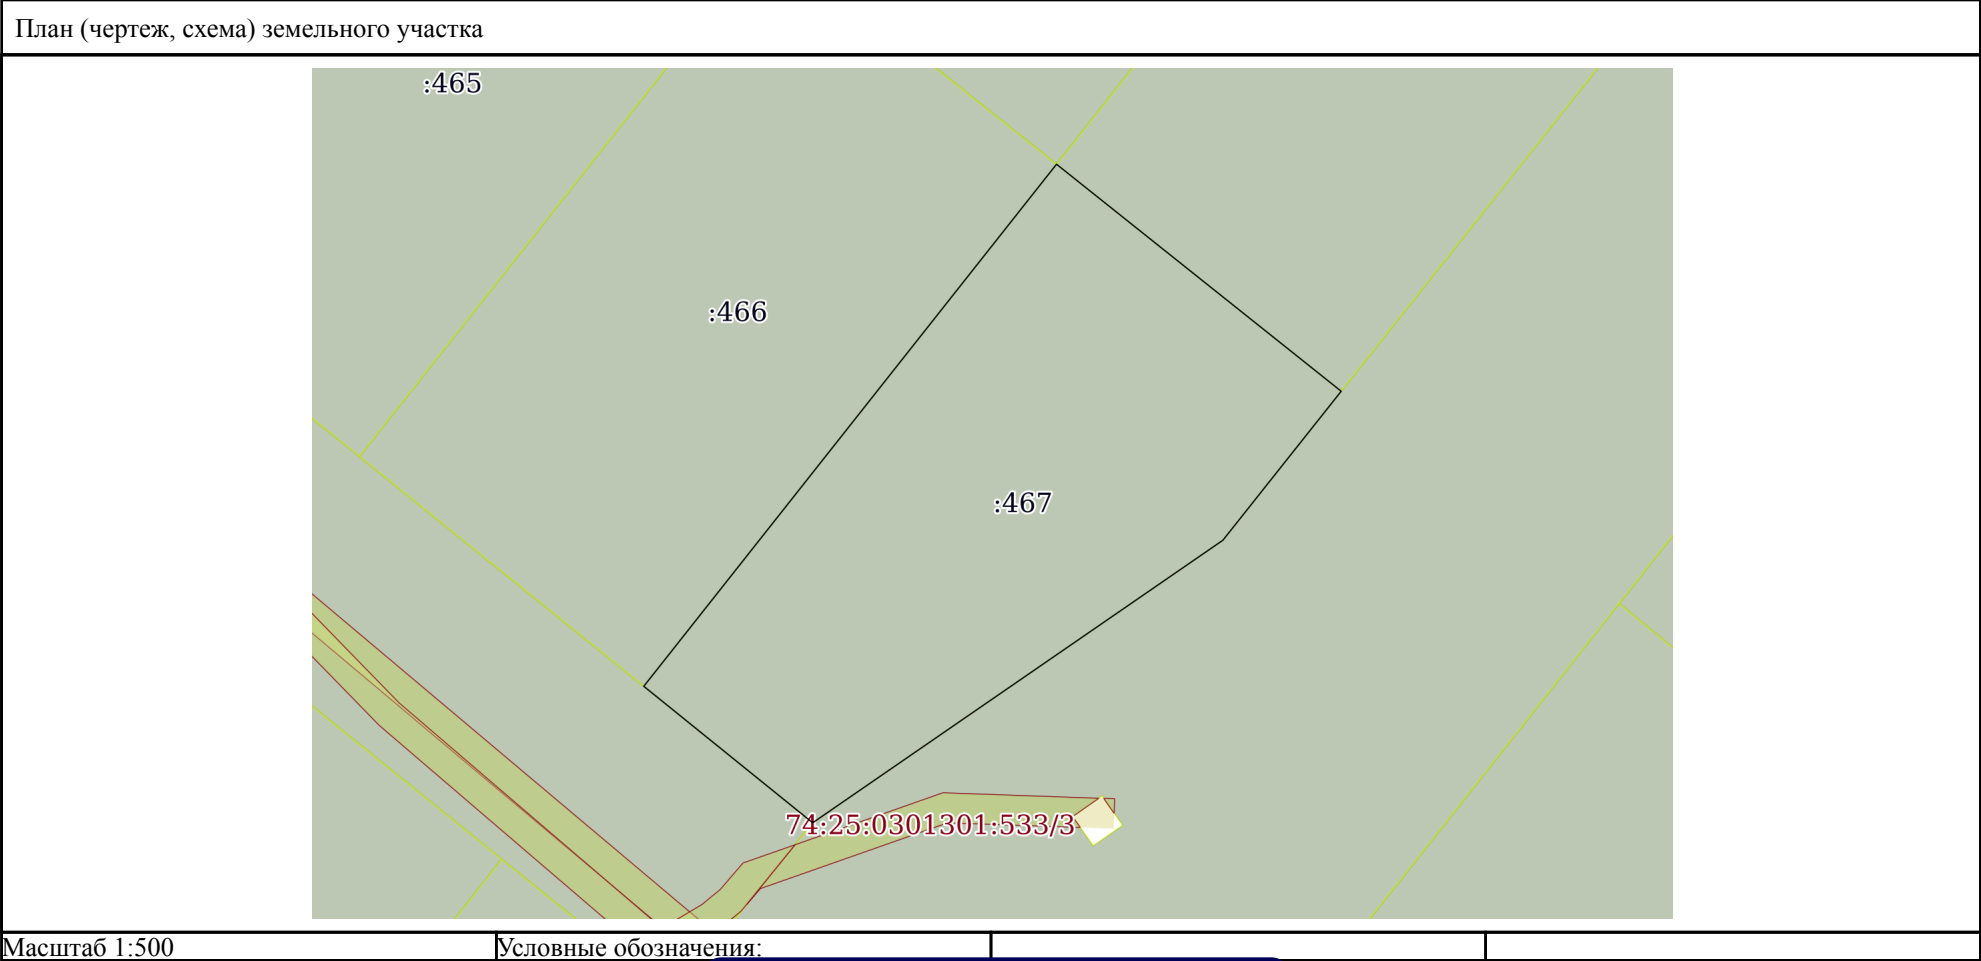 План (чертеж, схема) земельного участка
:465
:466
:467
74:25:0301301:533/3
Масштаб 1:500
Условные обозначения: